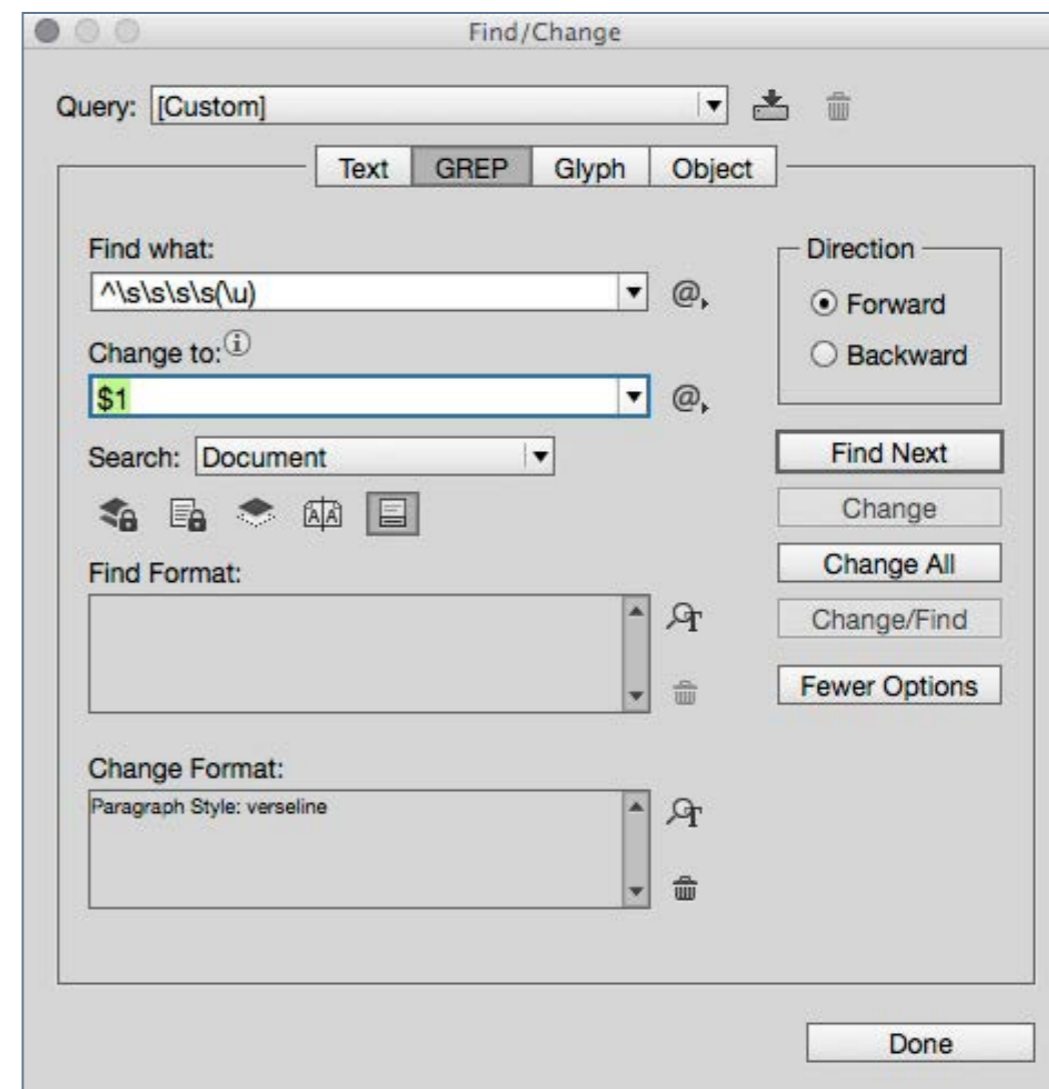 Find/Change
Query: [Custom]
Text GREP Glyph Object
Find what:
^\s\s\s\s(\u)
@
Change to:
$1
@
Search: Document
Find Format:
Change Format:
Paragraph Style: verseline
Direction
Forward
Backward
Find Next
Change
Change All
Change/Find
Fewer Options
Done